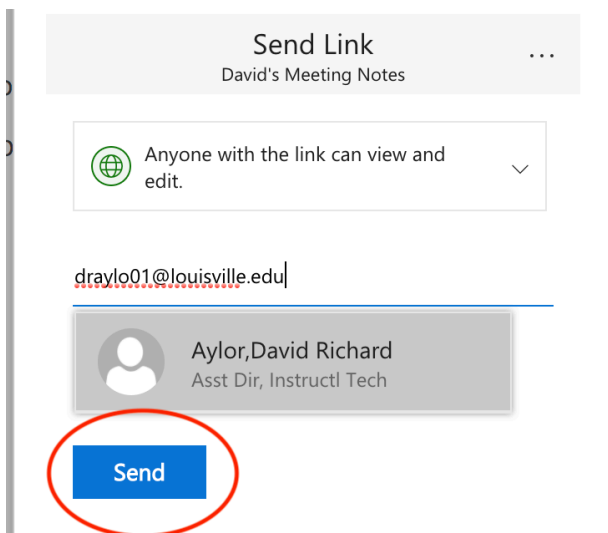 Send Link
...
David's Meeting Notes
Anyone with the link can view and
edit.
draylo01@louisville.edu
Aylor,David Richard
Asst Dir, Instructl Tech
Send